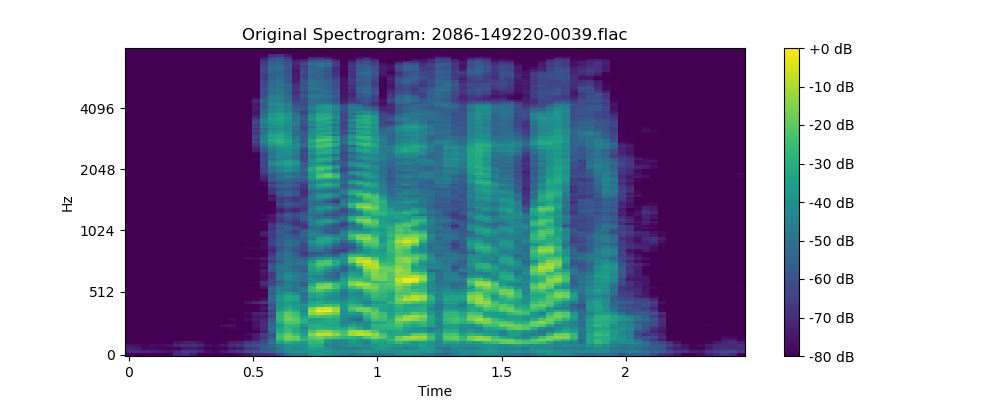 Original Spectrogram: 2086-149220-0039.flac
Hz
4096
2048
1024
512
0
0 0.5 1 1.5 2
Time
+0 dB
-10 dB
-20 dB
-30 dB
-40 dB
-50 dB
-60 dB
-70 dB
-80 dB